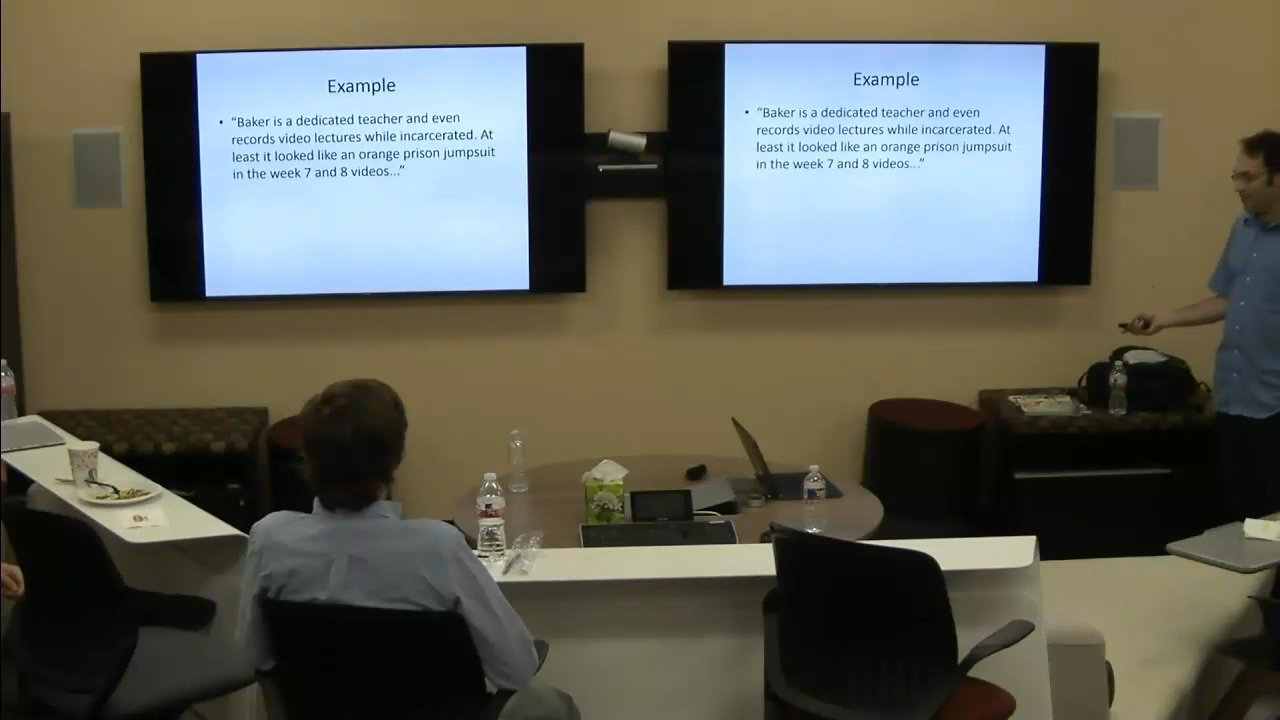 Example
• “Baker is a dedicated teacher and even
records video lectures while incarcerated. At
least it looked like an orange prison jumpsuit
in the week 7 and 8 videos...”
Example
• “Baker is a dedicated teacher and even
records video lectures while incarcerated. At
least it looked like an orange prison jumpsuit
in the week 7 and 8 videos...”